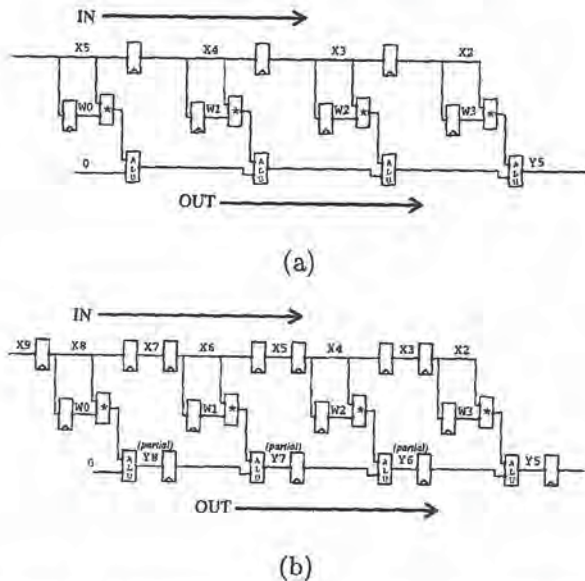 IN
X5 X4 X3 X2
W0 * W1 * W2 * W3 *
0 ALU ALU ALU ALU Y5
OUT
(a)
IN
X9 X8 X7 X6 X5 X4 X3 X2
W0 * W1 * W2 * W3 *
(partial) (partial) (partial)
0 ALU Y8 ALU Y7 ALU Y6 ALU Y5
OUT
(b)